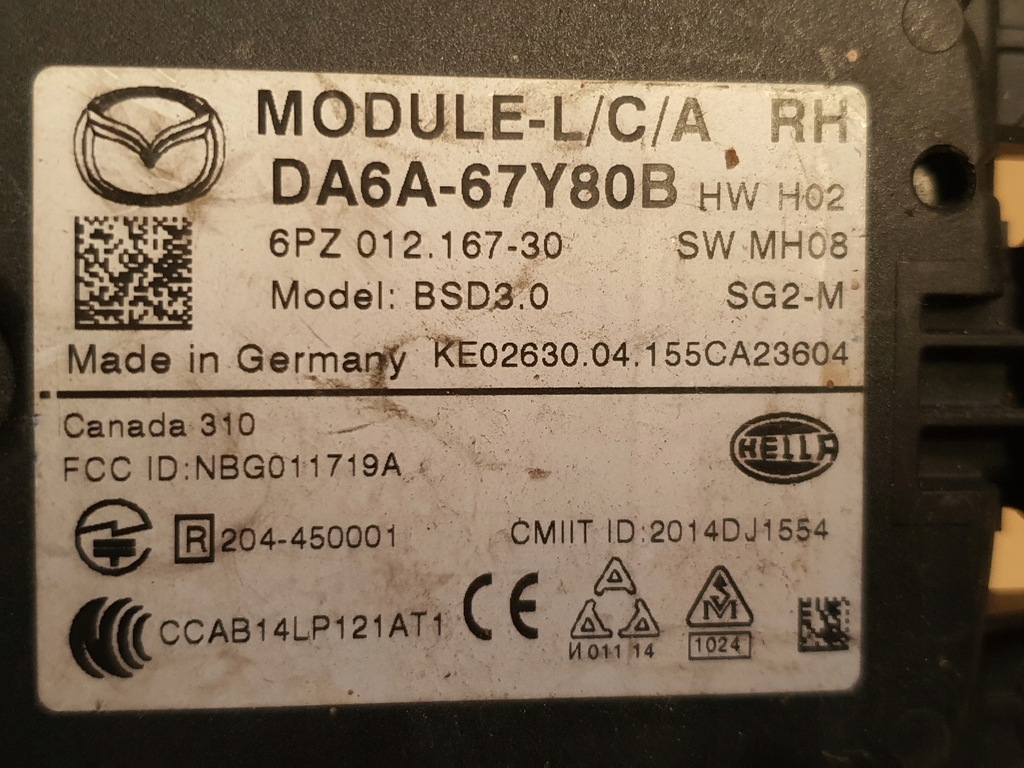 MODULE-L/C/A RH
DA6A-67Y80B HW H02
6PZ 012.167-30 SW MH08
Model: BSD3.0 SG2-M
Made in Germany KE02630.04.155CA23604
Canada 310
FCC ID:NBG011719A
HELLA
R 204-450001 CMIIT ID:2014DJ1554
CCAB14LP121AT1 CE
И011 14
1024